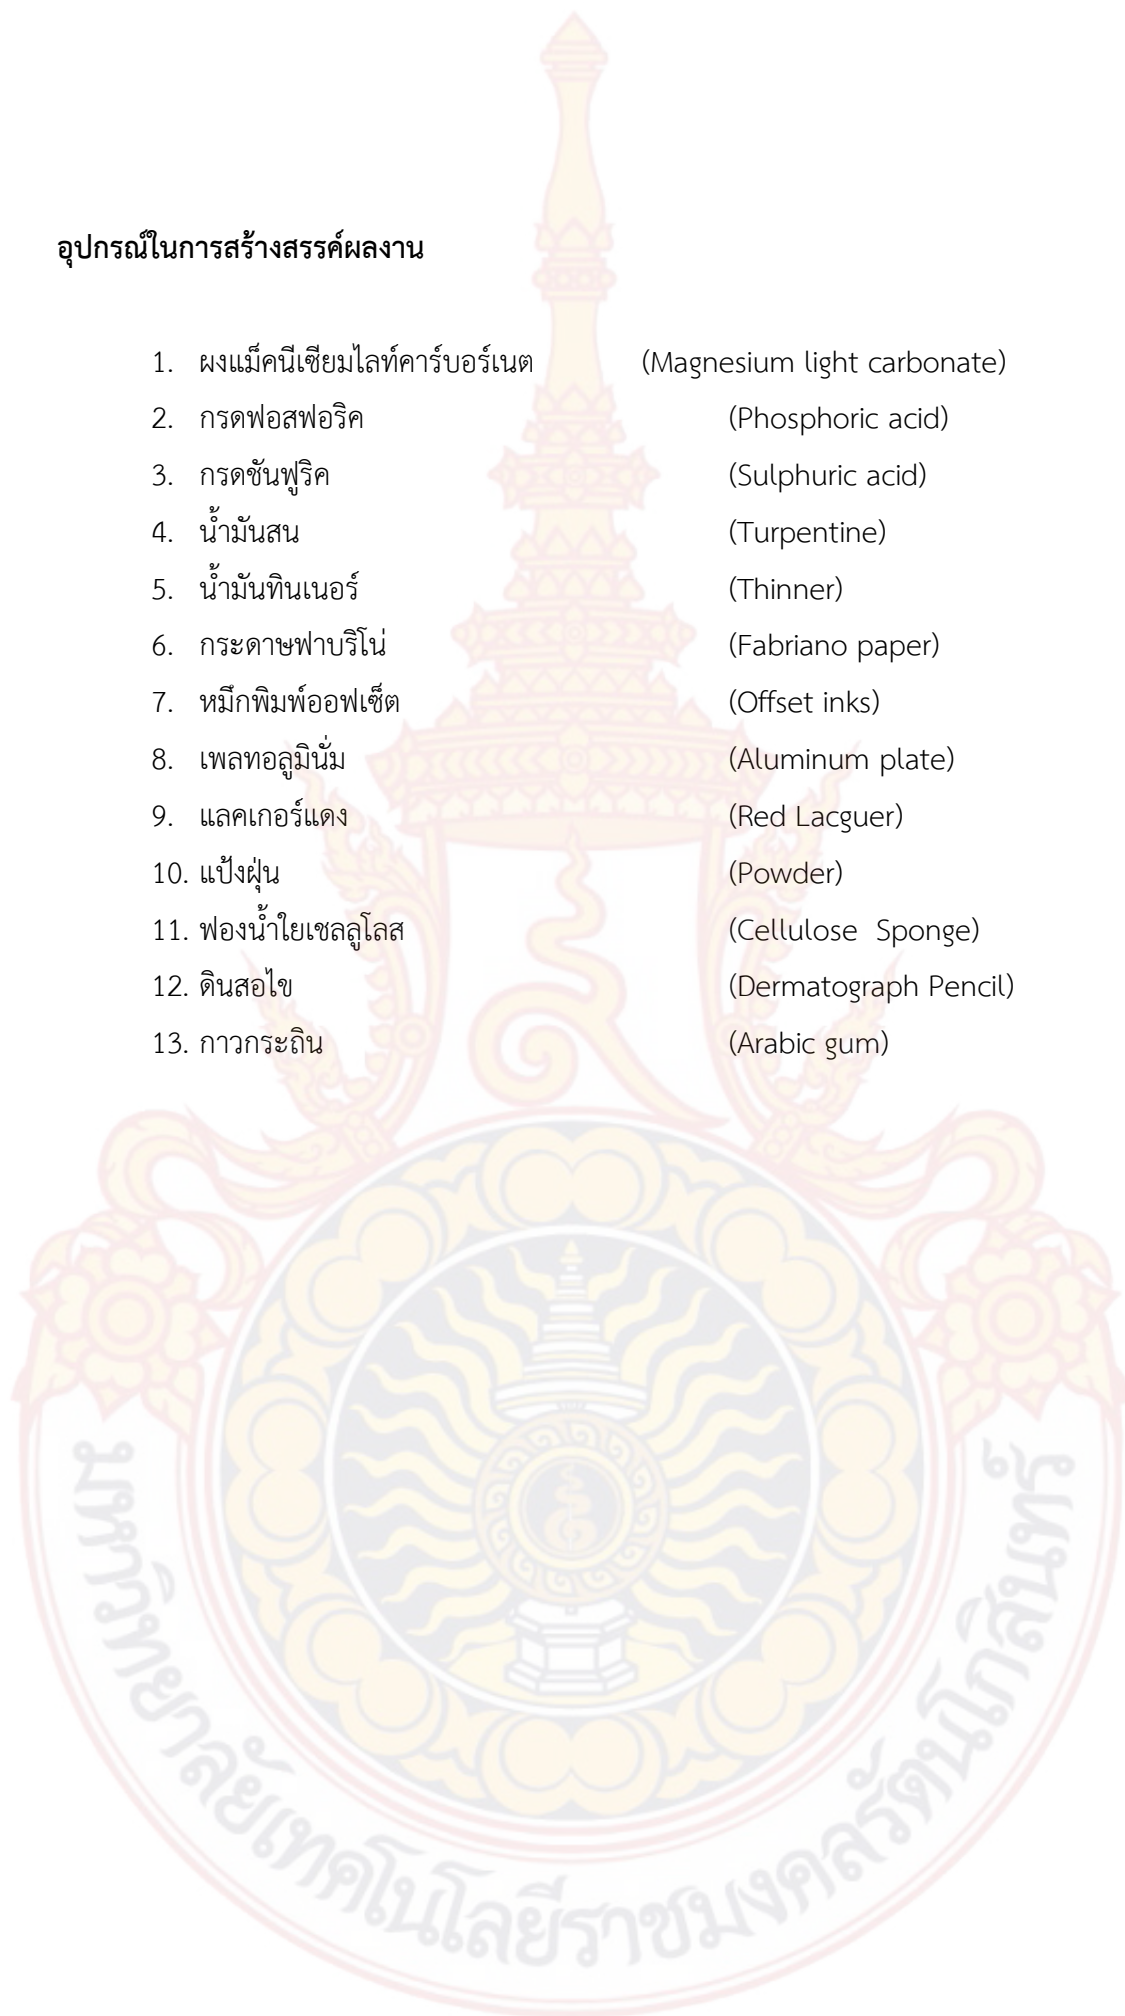 อุปกรณ์ในการสร้างสรรค์ผลงาน
1. ผงแม็คนีเซียมไลท์คาร์บอร์เนต (Magnesium light carbonate)
2. กรดฟอสฟอริค (Phosphoric acid)
3. กรดซันฟูริค (Sulphuric acid)
4. น้ำมันสน (Turpentine)
5. น้ำมันทินเนอร์ (Thinner)
6. กระดาษฟาบริโน่ (Fabriano paper)
7. หมึกพิมพ์ออฟเซ็ต (Offset inks)
8. เพลทอลูมินั่ม (Aluminum plate)
9. แลคเกอร์แดง (Red Lacguer)
10. แป้งฝุ่น (Powder)
11. ฟองน้ำใยเซลลูโลส (Cellulose Sponge)
12. ดินสอไข (Dermatograph Pencil)
13. กาวกระถิน (Arabic gum)
มหาวิทยาลัยเทคโนโลยีราชมงคลรัตนโกสินทร์